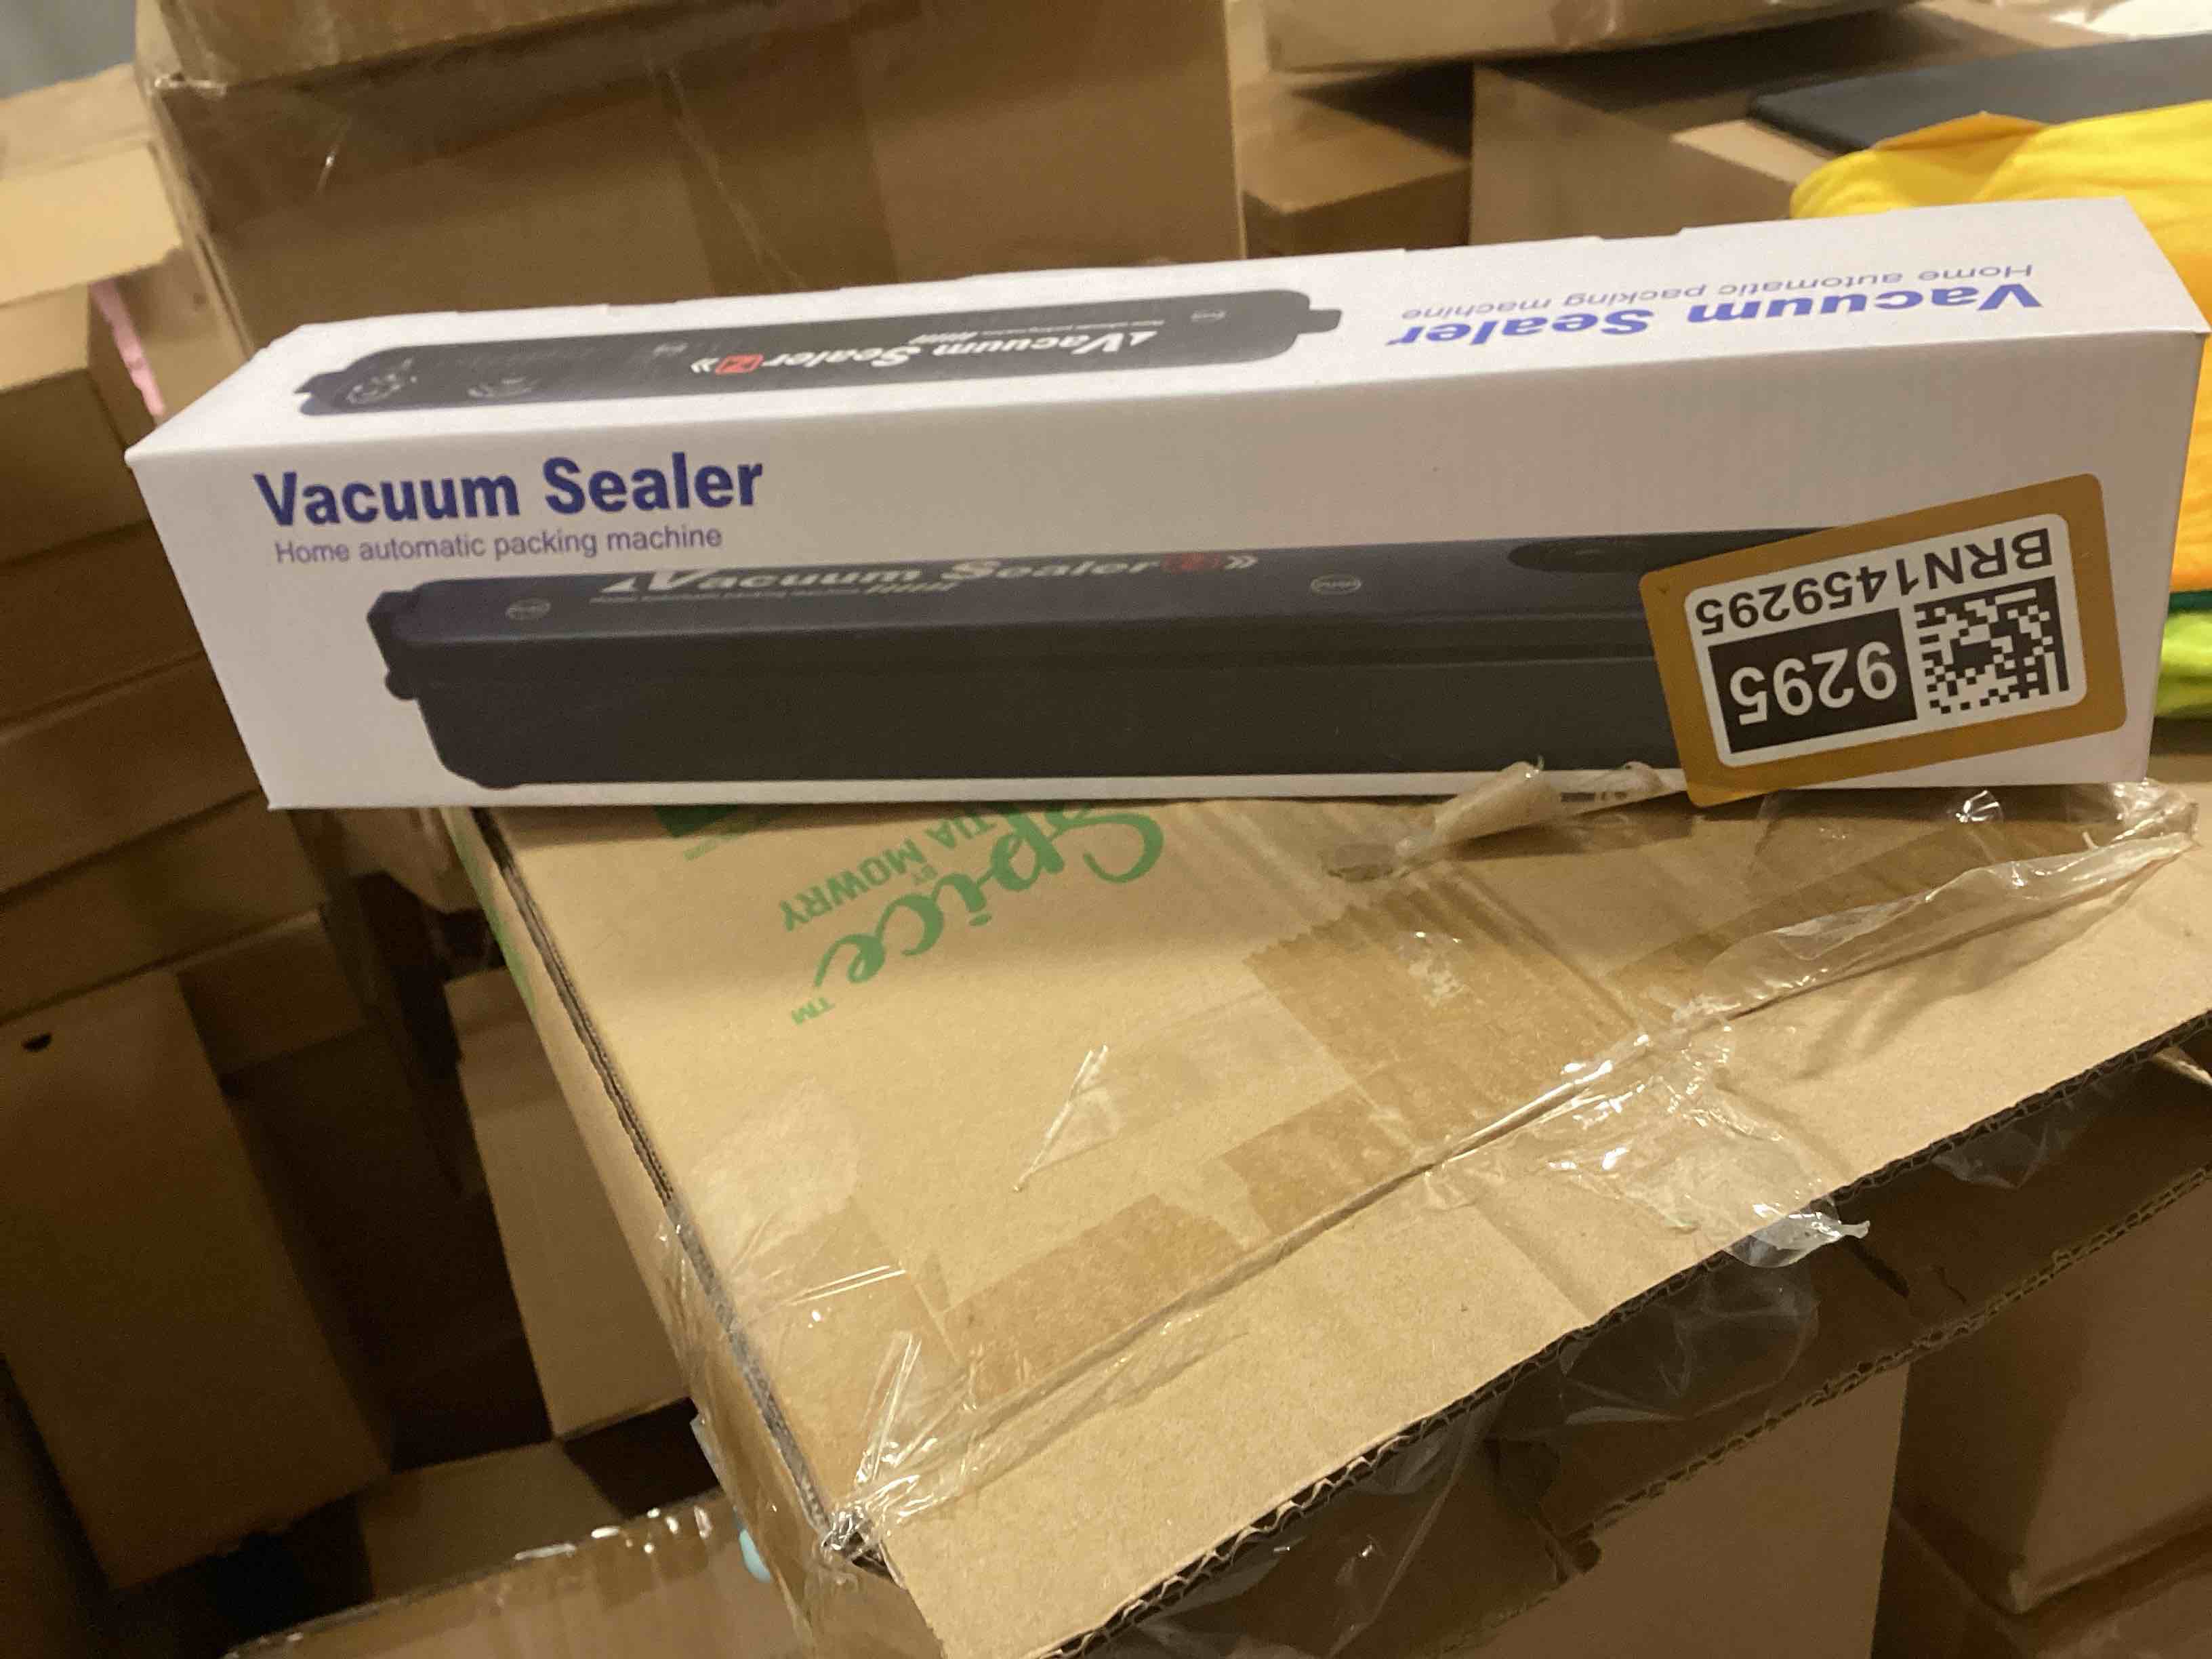 Vacuum Sealer
Home automatic packing machine
Vacuum Sealer
Vacuum Sealer
Home automatic packing machine
Vacuum Sealer
BRN1459295
9295
Spice
BY
TIA MOWRY
TM